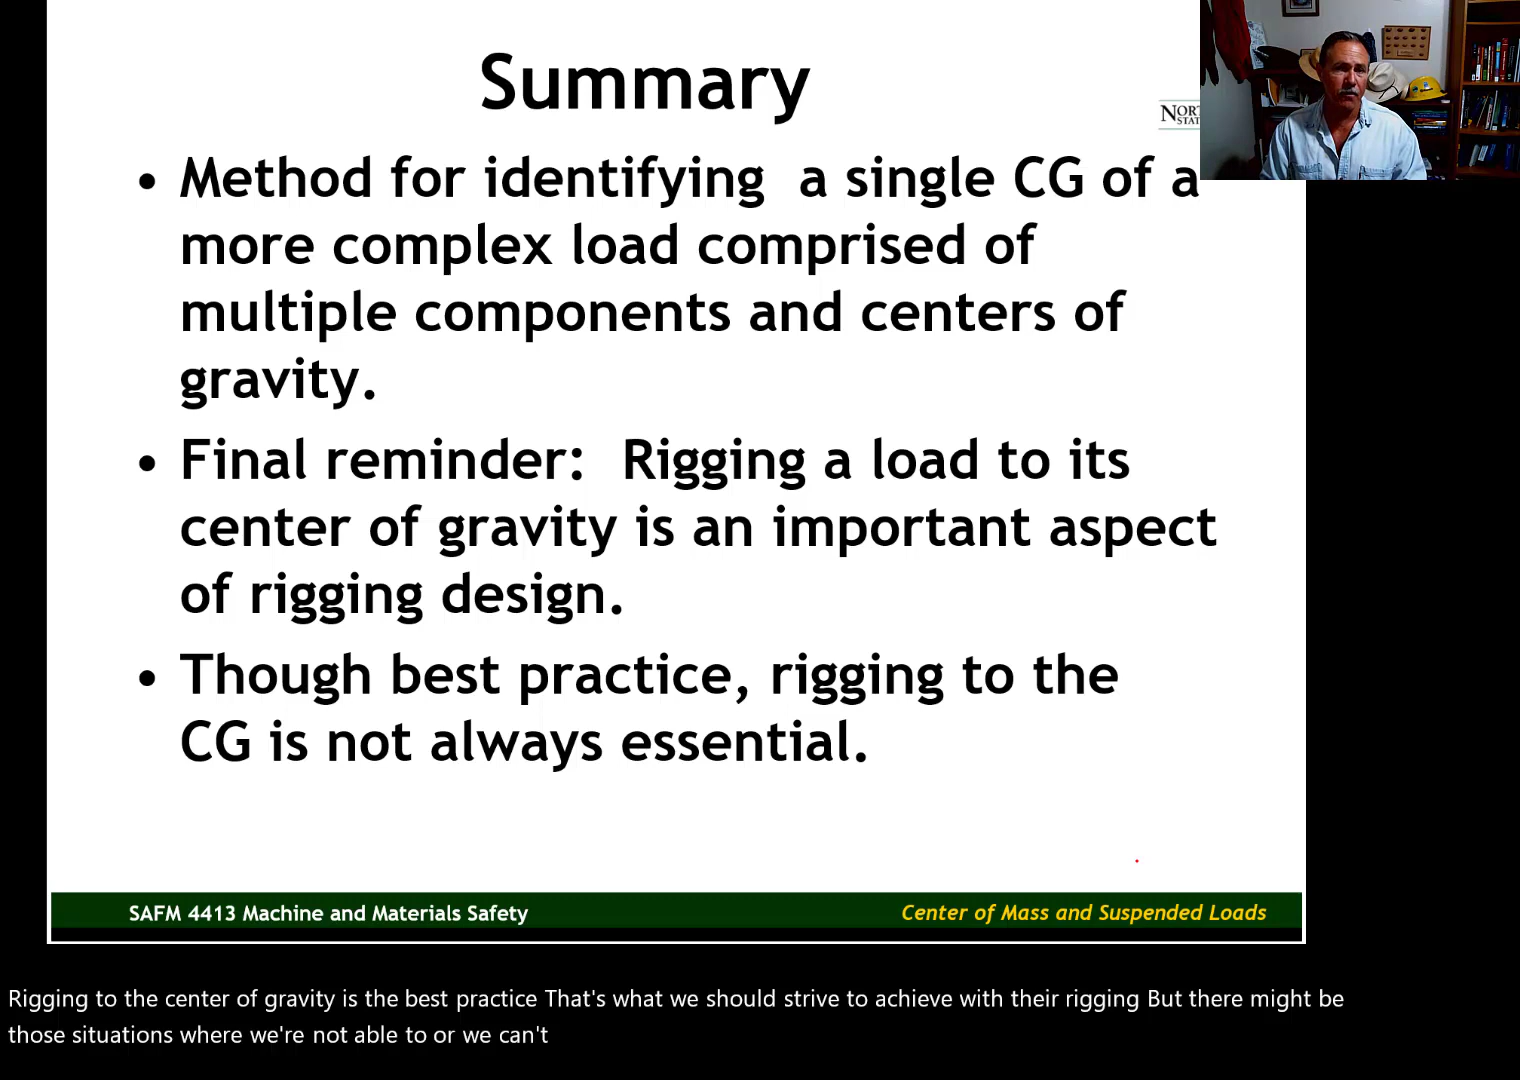 Summary
NOR
STAT
• Method for identifying a single CG of a
more complex load comprised of
multiple components and centers of
gravity.
• Final reminder: Rigging a load to its
center of gravity is an important aspect
of rigging design.
• Though best practice, rigging to the
CG is not always essential.
SAFM 4413 Machine and Materials Safety
Center of Mass and Suspended Loads
Rigging to the center of gravity is the best practice That's what we should strive to achieve with their rigging But there might be
those situations where we're not able to or we can't